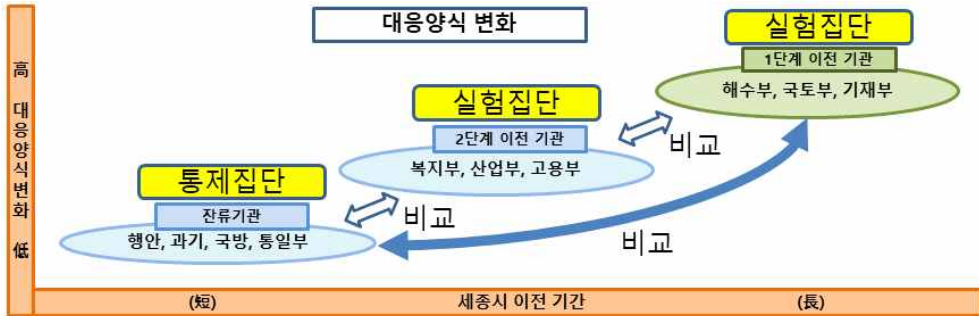 대응양식 변화
실험집단
1단계 이전 기관
해수부, 국토부, 기재부
실험집단
2단계 이전 기관
복지부, 산업부, 고용부
비교
통제집단
잔류기관
행안, 과기, 국방, 통일부
비교
비교
高 대응양식변화 低
(短) 세종시 이전 기간 (長)